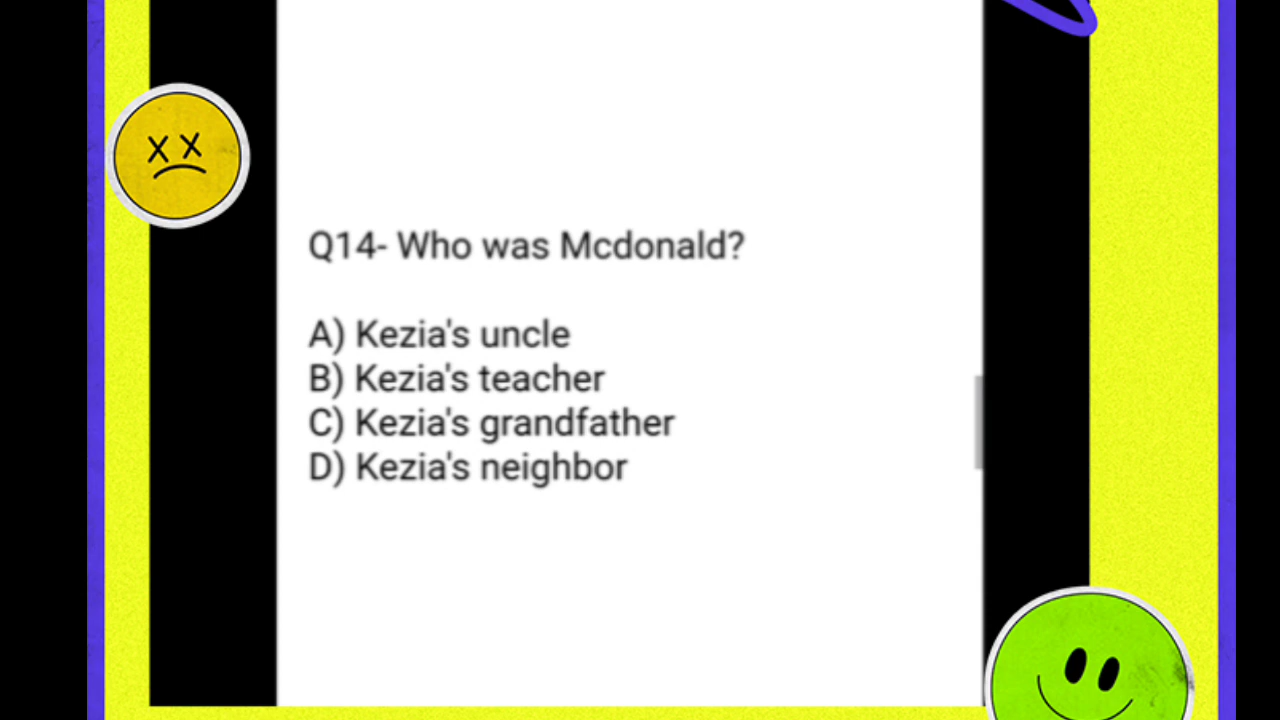 Q14- Who was Mcdonald?
A) Kezia's uncle
B) Kezia's teacher
C) Kezia's grandfather
D) Kezia's neighbor